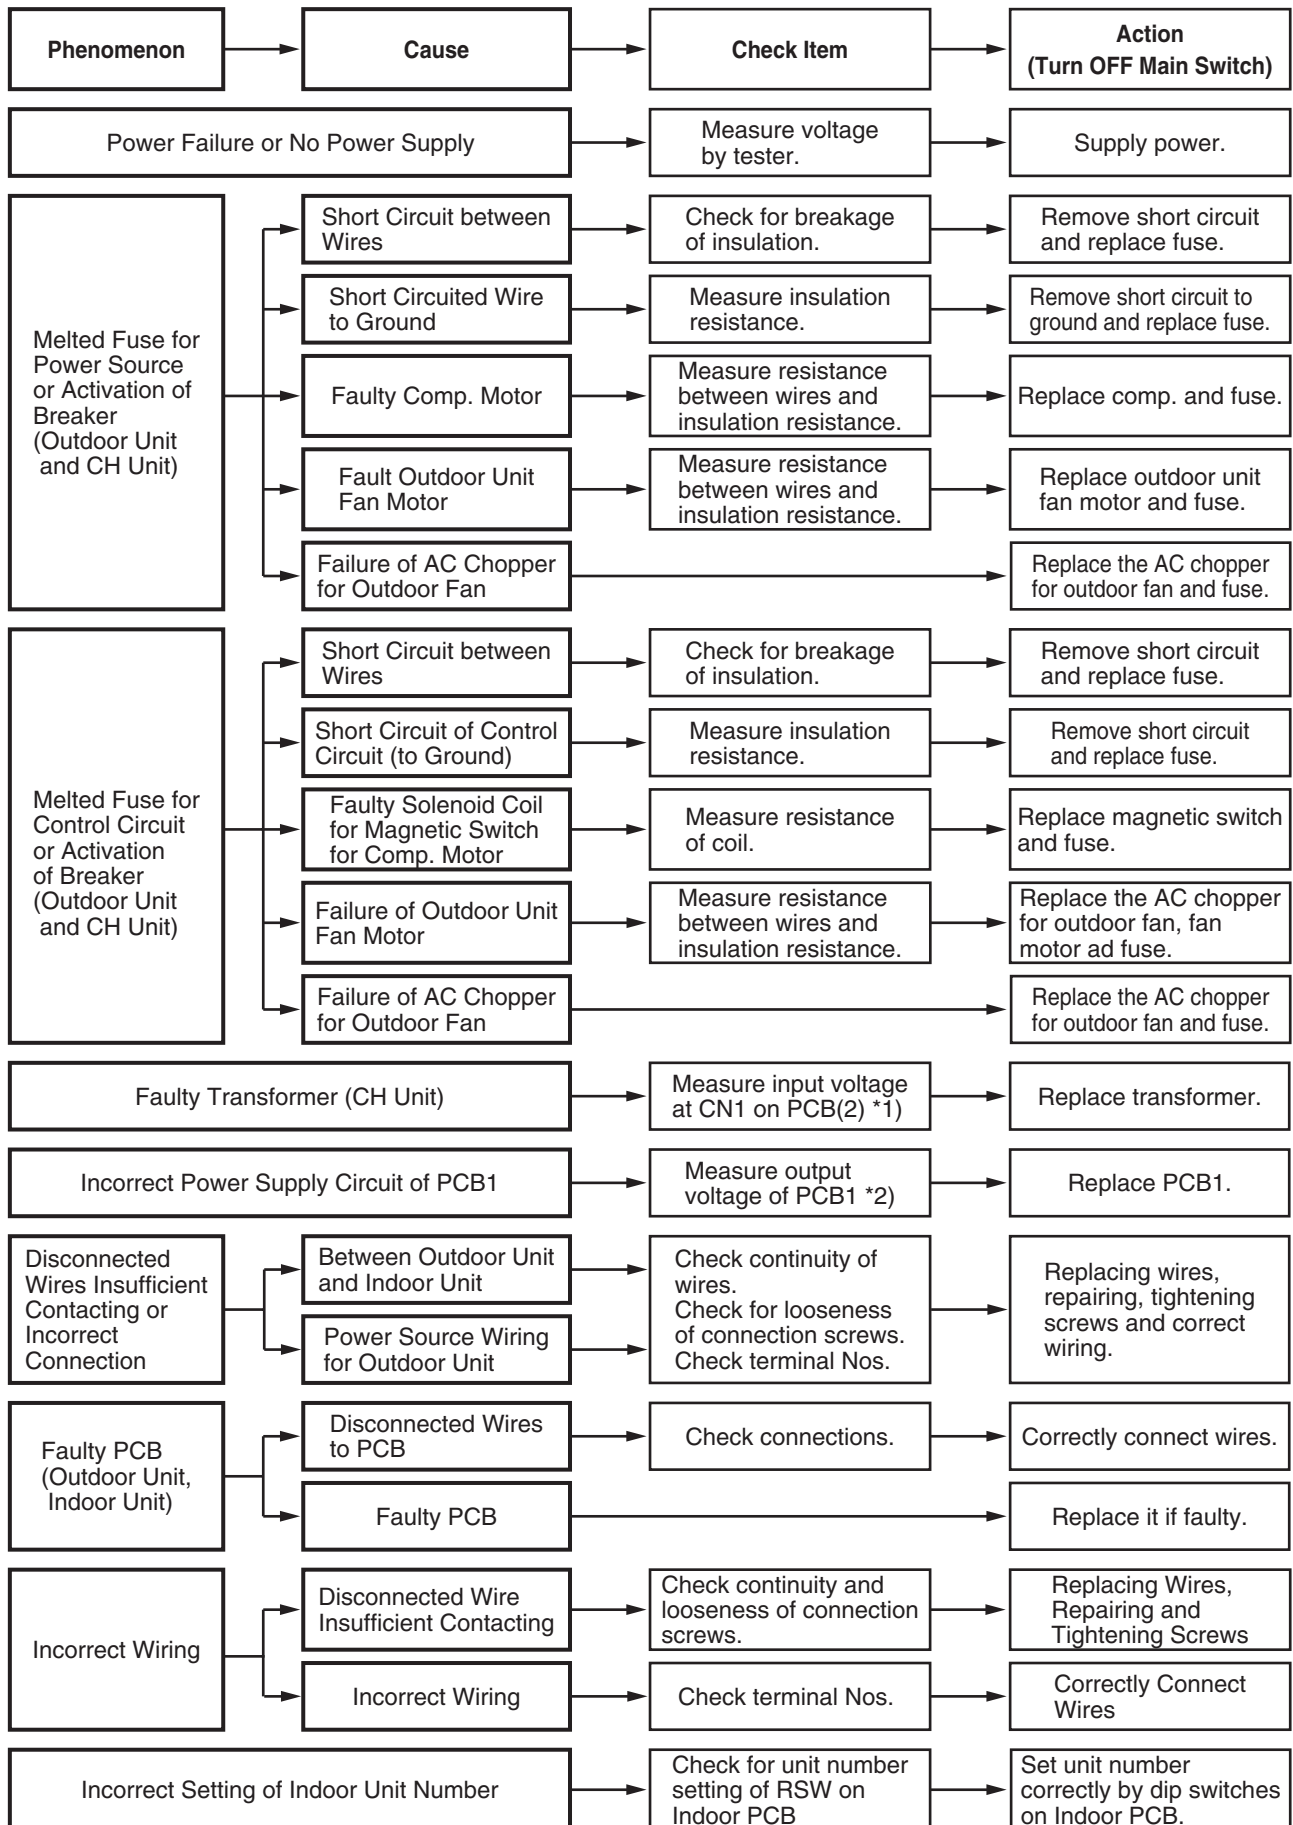 Phenomenon
Cause
Check Item
Action
(Turn OFF Main Switch)
Power Failure or No Power Supply
Measure voltage
by tester.
Supply power.
Melted Fuse for
Power Source
or Activation of
Breaker
(Outdoor Unit
and CH Unit)
Short Circuit between
Wires
Check for breakage
of insulation.
Remove short circuit
and replace fuse.
Short Circuited Wire
to Ground
Measure insulation
resistance.
Remove short circuit to
ground and replace fuse.
Faulty Comp. Motor
Measure resistance
between wires and
insulation resistance.
Replace comp. and fuse.
Fault Outdoor Unit
Fan Motor
Measure resistance
between wires and
insulation resistance.
Replace outdoor unit
fan motor and fuse.
Failure of AC Chopper
for Outdoor Fan
Replace the AC chopper
for outdoor fan and fuse.
Melted Fuse for
Control Circuit
or Activation
of Breaker
(Outdoor Unit
and CH Unit)
Short Circuit between
Wires
Check for breakage
of insulation.
Remove short circuit
and replace fuse.
Short Circuit of Control
Circuit (to Ground)
Measure insulation
resistance.
Remove short circuit
and replace fuse.
Faulty Solenoid Coil
for Magnetic Switch
for Comp. Motor
Measure resistance
of coil.
Replace magnetic switch
and fuse.
Failure of Outdoor Unit
Fan Motor
Measure resistance
between wires and
insulation resistance.
Replace the AC chopper
for outdoor fan, fan
motor ad fuse.
Failure of AC Chopper
for Outdoor Fan
Replace the AC chopper
for outdoor fan and fuse.
Faulty Transformer (CH Unit)
Measure input voltage
at CN1 on PCB(2) *1)
Replace transformer.
Incorrect Power Supply Circuit of PCB1
Measure output
voltage of PCB1 *2)
Replace PCB1.
Disconnected
Wires Insufficient
Contacting or
Incorrect
Connection
Between Outdoor Unit
and Indoor Unit
Power Source Wiring
for Outdoor Unit
Check continuity of
wires.
Check for looseness
of connection screws.
Check terminal Nos.
Replacing wires,
repairing, tightening
screws and correct
wiring.
Faulty PCB
(Outdoor Unit,
Indoor Unit)
Disconnected Wires
to PCB
Check connections.
Correctly connect wires.
Faulty PCB
Replace it if faulty.
Incorrect Wiring
Disconnected Wire
Insufficient Contacting
Check continuity and
looseness of connection
screws.
Replacing Wires,
Repairing and
Tightening Screws
Incorrect Wiring
Check terminal Nos.
Correctly Connect
Wires
Incorrect Setting of Indoor Unit Number
Check for unit number
setting of RSW on
Indoor PCB
Set unit number
correctly by dip switches
on Indoor PCB.